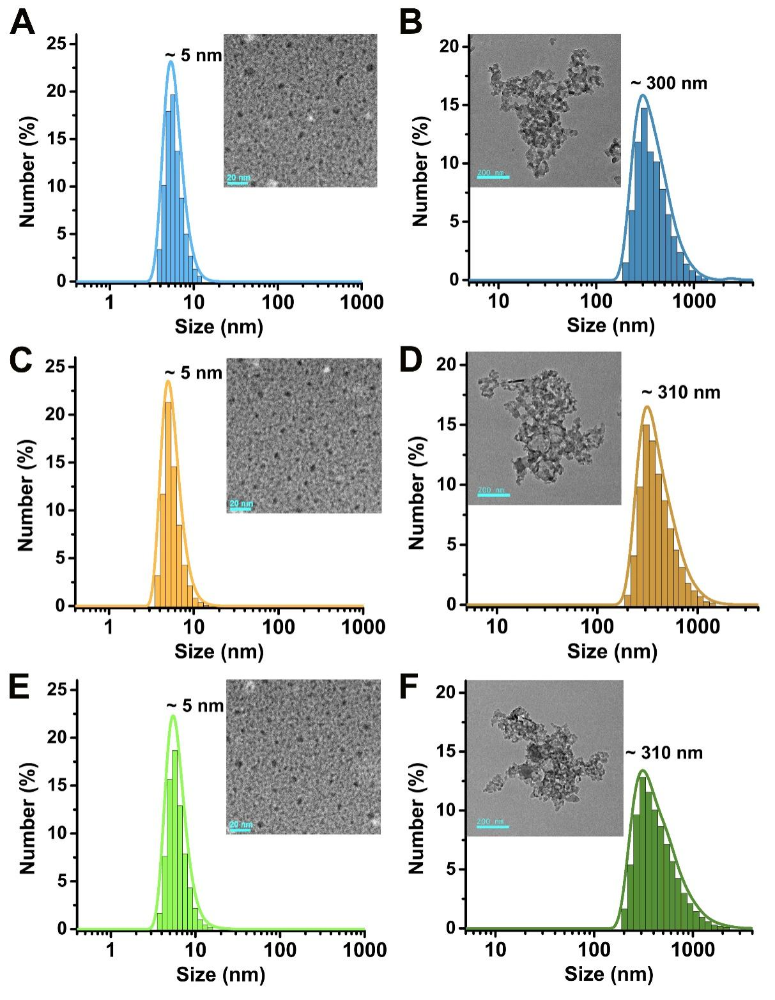 A
~ 5 nm
25
20
15
10
5
0
Number (%)
20 nm
1 10 100 1000
Size (nm)
B
~ 300 nm
20
15
10
5
0
Number (%)
200 nm
10 100 1000
Size (nm)
C
~ 5 nm
25
20
15
10
5
0
Number (%)
20 nm
1 10 100 1000
Size (nm)
D
~ 310 nm
20
15
10
5
0
Number (%)
200 nm
10 100 1000
Size (nm)
E
~ 5 nm
25
20
15
10
5
0
Number (%)
20 nm
1 10 100 1000
Size (nm)
F
~ 310 nm
20
15
10
5
0
Number (%)
200 nm
10 100 1000
Size (nm)